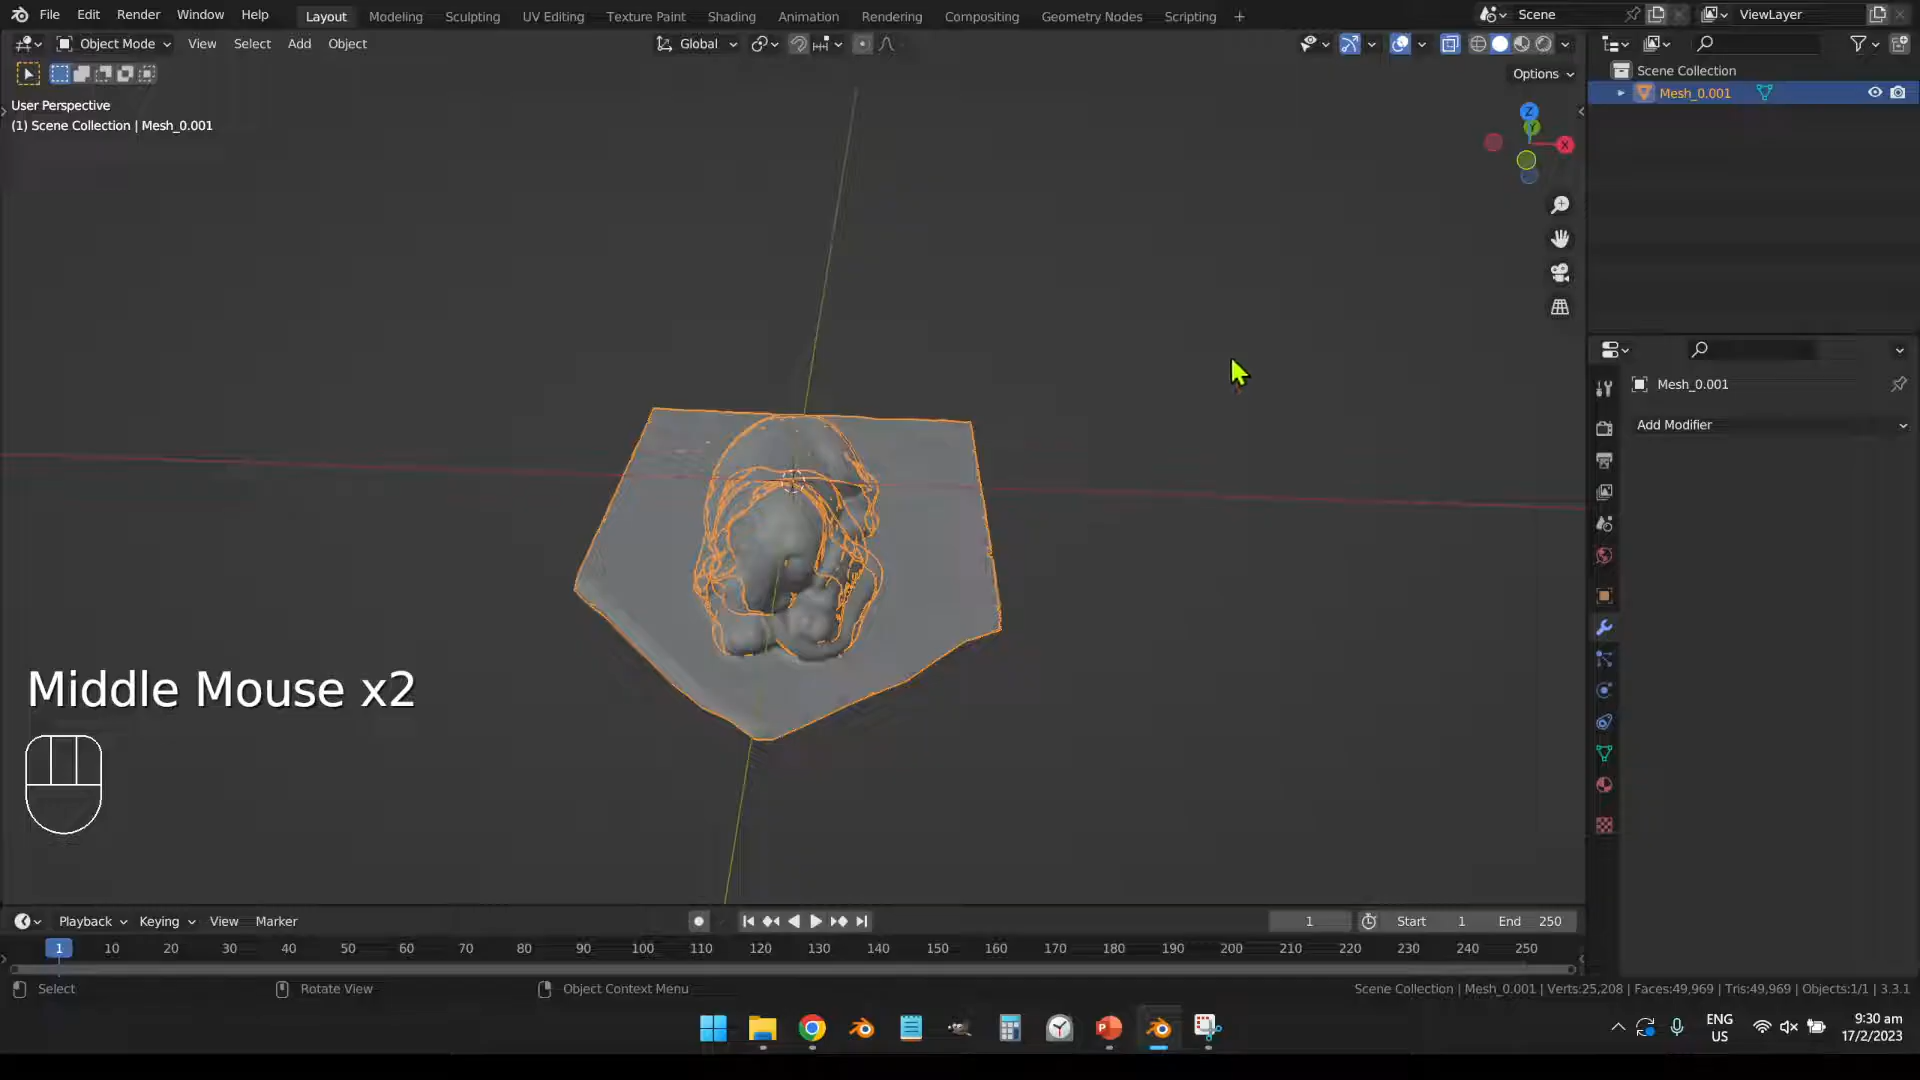 File Edit Render Window Help Layout Modeling Sculpting UV Editing Texture Paint Shading Animation Rendering Compositing Geometry Nodes Scripting + Scene ViewLayer
Object Mode View Select Add Object Global
Options
User Perspective
(1) Scene Collection | Mesh_0.001
Z
Y
X
Scene Collection
Mesh_0.001
Mesh_0.001
Add Modifier
Middle Mouse x2
Playback Keying View Marker 1 Start 1 End 250
1 10 20 30 40 50 60 70 80 90 100 110 120 130 140 150 160 170 180 190 200 210 220 230 240 250
Select Rotate View Object Context Menu Scene Collection | Mesh_0.001 | Verts:25,208 | Faces:49,969 | Tris:49,969 | Objects:1/1 | 3.3.1
ENG
US
9:30 am
17/2/2023